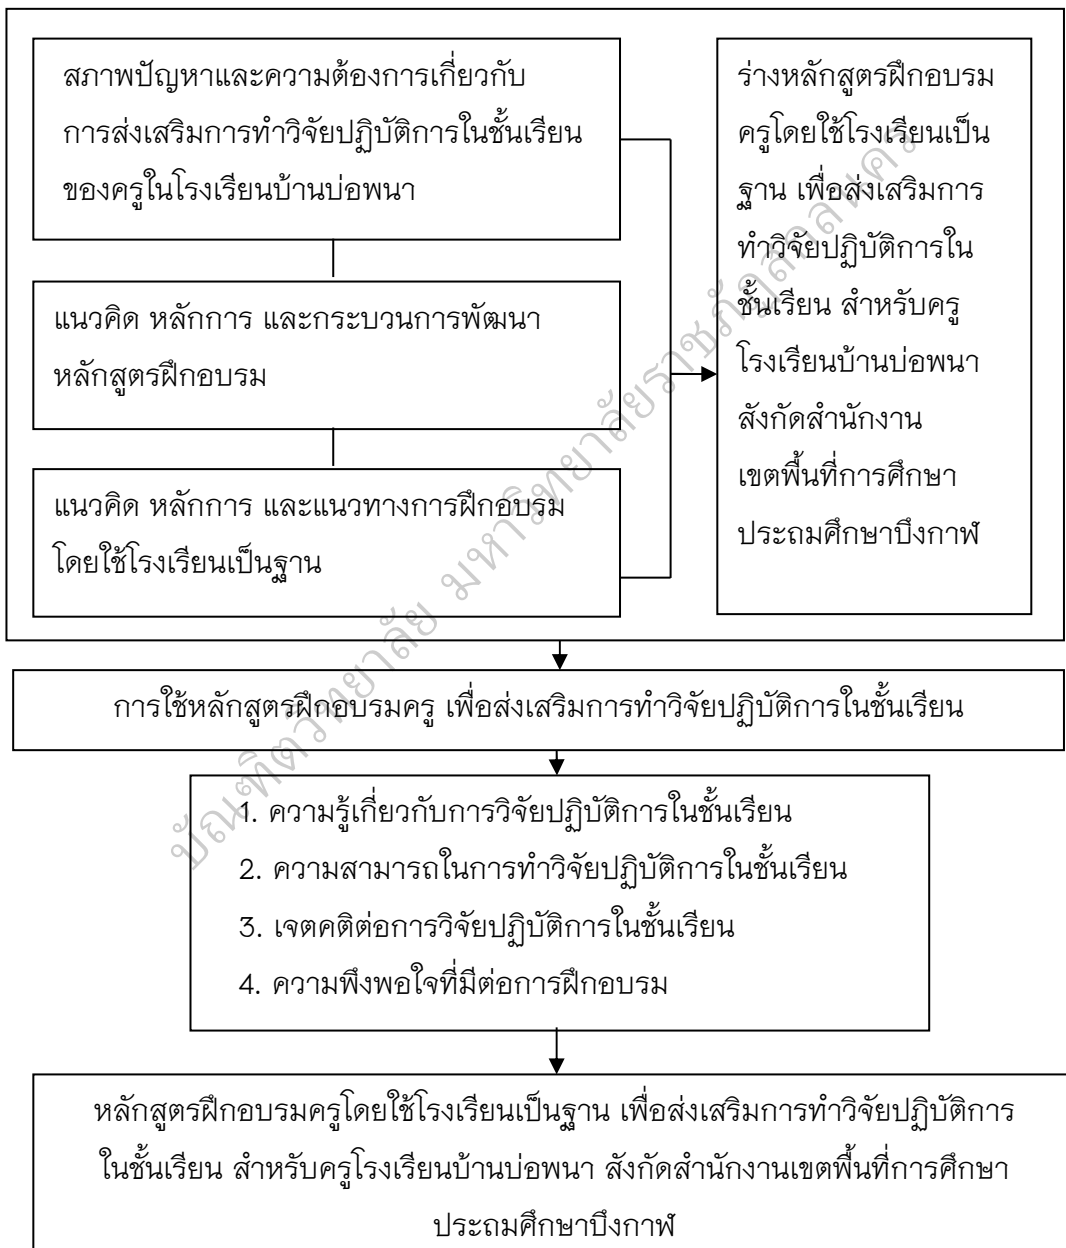 สภาพปัญหาและความต้องการเกี่ยวกับ
การส่งเสริมการทำวิจัยปฏิบัติการในชั้นเรียน
ของครูในโรงเรียนบ้านบ่อพนา
แนวคิด หลักการ และกระบวนการพัฒนา
หลักสูตรฝึกอบรม
แนวคิด หลักการ และแนวทางการฝึกอบรม
โดยใช้โรงเรียนเป็นฐาน
ร่างหลักสูตรฝึกอบรม
ครูโดยใช้โรงเรียนเป็น
ฐาน เพื่อส่งเสริมการ
ทำวิจัยปฏิบัติการใน
ชั้นเรียน สำหรับครู
โรงเรียนบ้านบ่อพนา
สังกัดสำนักงาน
เขตพื้นที่การศึกษา
ประถมศึกษาบึงกาฬ
การใช้หลักสูตรฝึกอบรมครู เพื่อส่งเสริมการทำวิจัยปฏิบัติการในชั้นเรียน
1. ความรู้เกี่ยวกับการวิจัยปฏิบัติการในชั้นเรียน
2. ความสามารถในการทำวิจัยปฏิบัติการในชั้นเรียน
3. เจตคติต่อการวิจัยปฏิบัติการในชั้นเรียน
4. ความพึงพอใจที่มีต่อการฝึกอบรม
หลักสูตรฝึกอบรมครูโดยใช้โรงเรียนเป็นฐาน เพื่อส่งเสริมการทำวิจัยปฏิบัติการ
ในชั้นเรียน สำหรับครูโรงเรียนบ้านบ่อพนา สังกัดสำนักงานเขตพื้นที่การศึกษา
ประถมศึกษาบึงกาฬ
บัณฑิตวิทยาลัย มหาวิทยาลัยราชภัฏสกลนคร